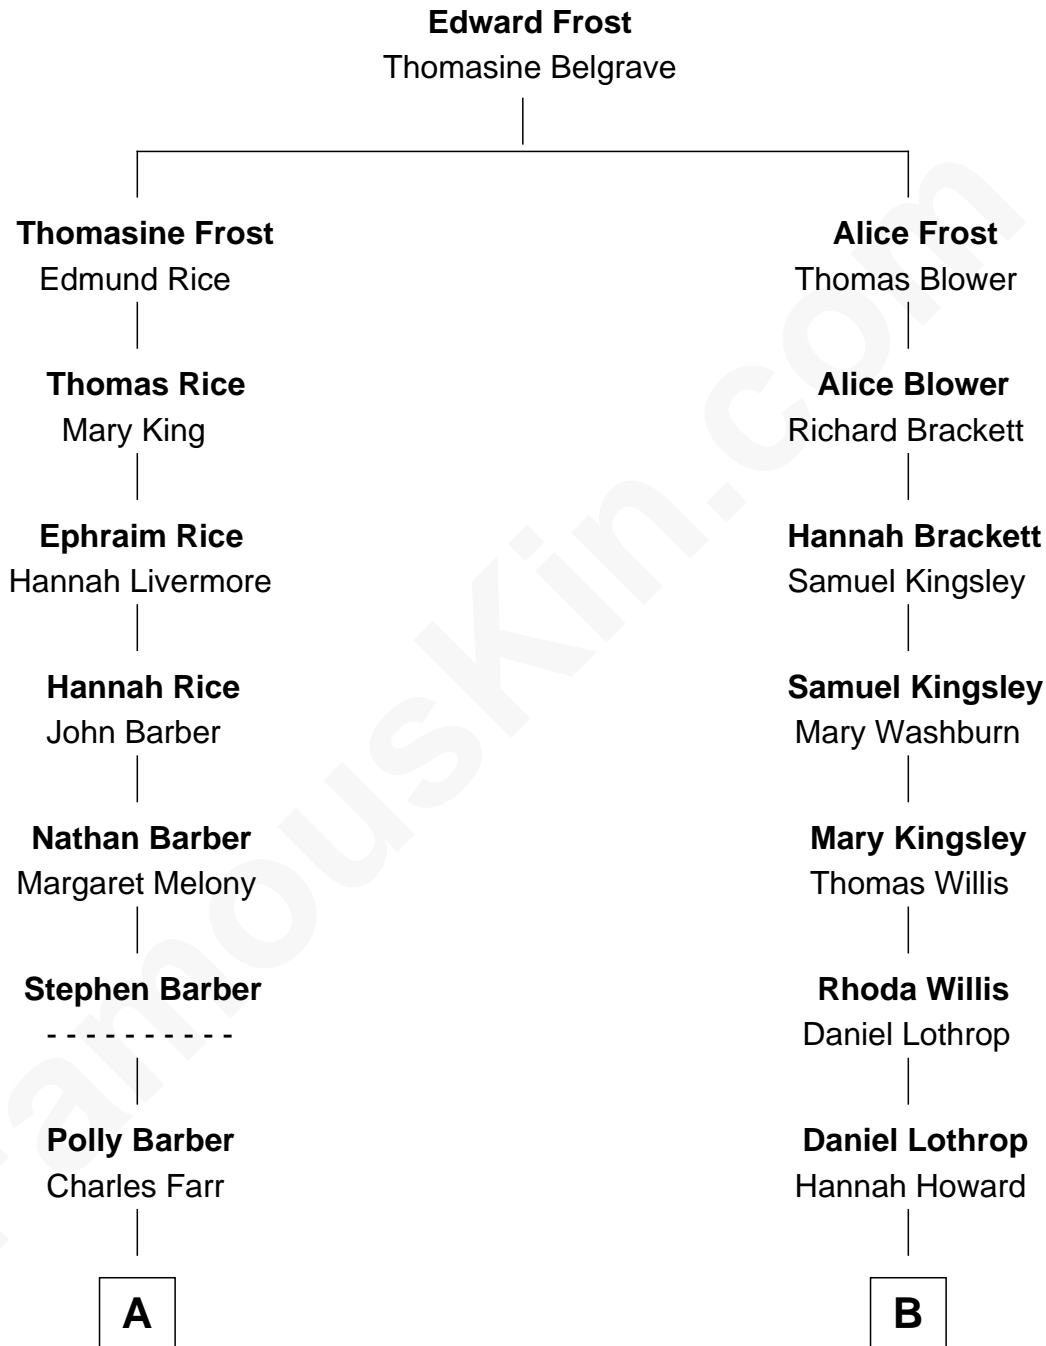 Edward Frost
Thomasine Belgrave
Thomasine Frost
Edmund Rice
Alice Frost
Thomas Blower
Thomas Rice
Mary King
Alice Blower
Richard Brackett
Ephraim Rice
Hannah Livermore
Hannah Brackett
Samuel Kingsley
Hannah Rice
John Barber
Samuel Kingsley
Mary Washburn
Nathan Barber
Margaret Melony
Mary Kingsley
Thomas Willis
Stephen Barber
- - - - - - - - - -
Rhoda Willis
Daniel Lothrop
Polly Barber
Charles Farr
Daniel Lothrop
Hannah Howard
A
B
FamousKin.com